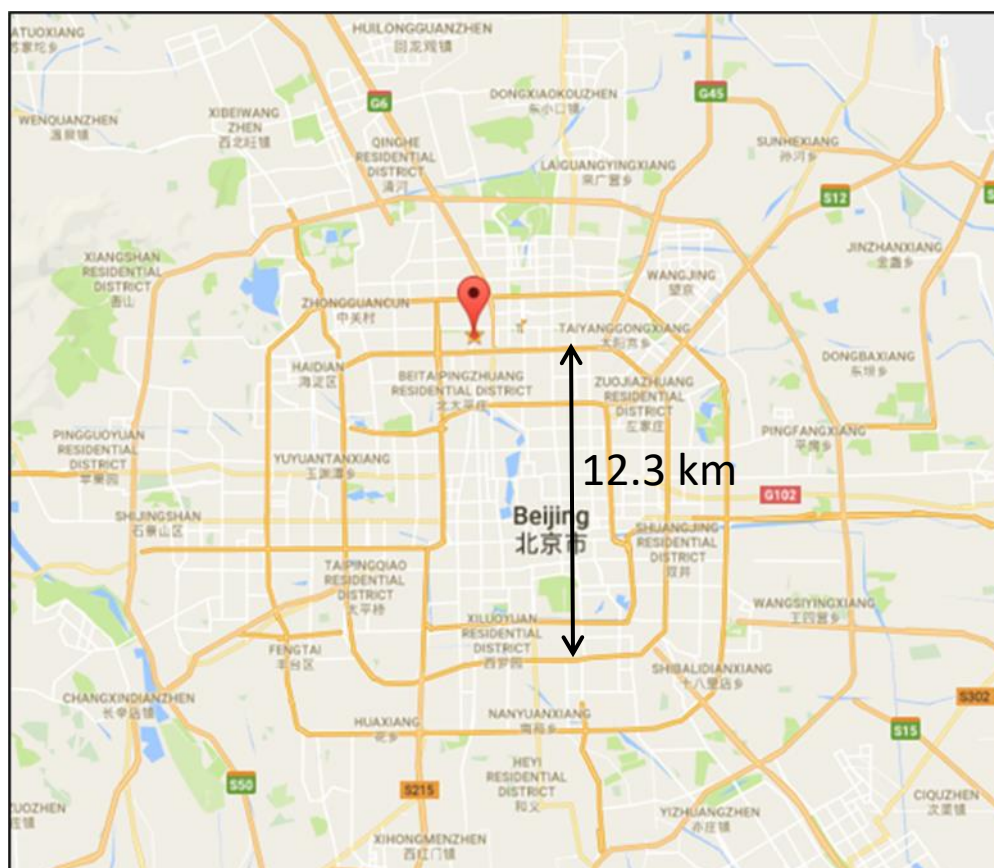 ATUOXIANG
苏家坨乡
HUILONGGUANZHEN
回龙观镇
G6
G45
DONGXIAOKOUZHEN
东小口镇
WENQUANZHEN
温泉镇
XIBEIWANG
ZHEN
西北旺镇
QINGHE
RESIDENTIAL
DISTRICT
清河
LAIGUANGYINGXIANG
来广营乡
SUNHEXIANG
孙河乡
S12
XIANGSHAN
RESIDENTIAL
DISTRICT
香山
JINZHANXIANG
金盏乡
WANGJING
望京
ZHONGGUANCUN
中关村
TAIYANGGONGXIANG
太阳宫乡
HAIDIAN
海淀区
BEITAIPINGZHUANG
RESIDENTIAL DISTRICT
北太平庄
ZUOJIAZHUANG
RESIDENTIAL
DISTRICT
左家庄
DONGBAXIANG
东坝乡
PINGGUOYUAN
RESIDENTIAL
DISTRICT
苹果园
YUYUANTANXIANG
玉渊潭乡
PINGFANGXIANG
平房乡
12.3 km
G102
SHIJINGSHAN
石景山区
Beijing
北京市
SHUANGJING
RESIDENTIAL
DISTRICT
双井
TAIPINGQIAO
RESIDENTIAL
DISTRICT
太平桥
WANGSIYINGXIANG
王四营乡
XILUOYUAN
RESIDENTIAL
DISTRICT
西罗园
FENGTAI
丰台区
SHIBALIDIANXIANG
十八里店乡
CHANGXINDIANZHEN
长辛店镇
S302
HUAXIANG
花乡
NANYUANXIANG
南苑乡
S15
HEYI
RESIDENTIAL
DISTRICT
和义
S50
S215
CIQUZHEN
次渠镇
YIZHUANGZHEN
亦庄镇
XIHONGMENZHEN
西红门镇